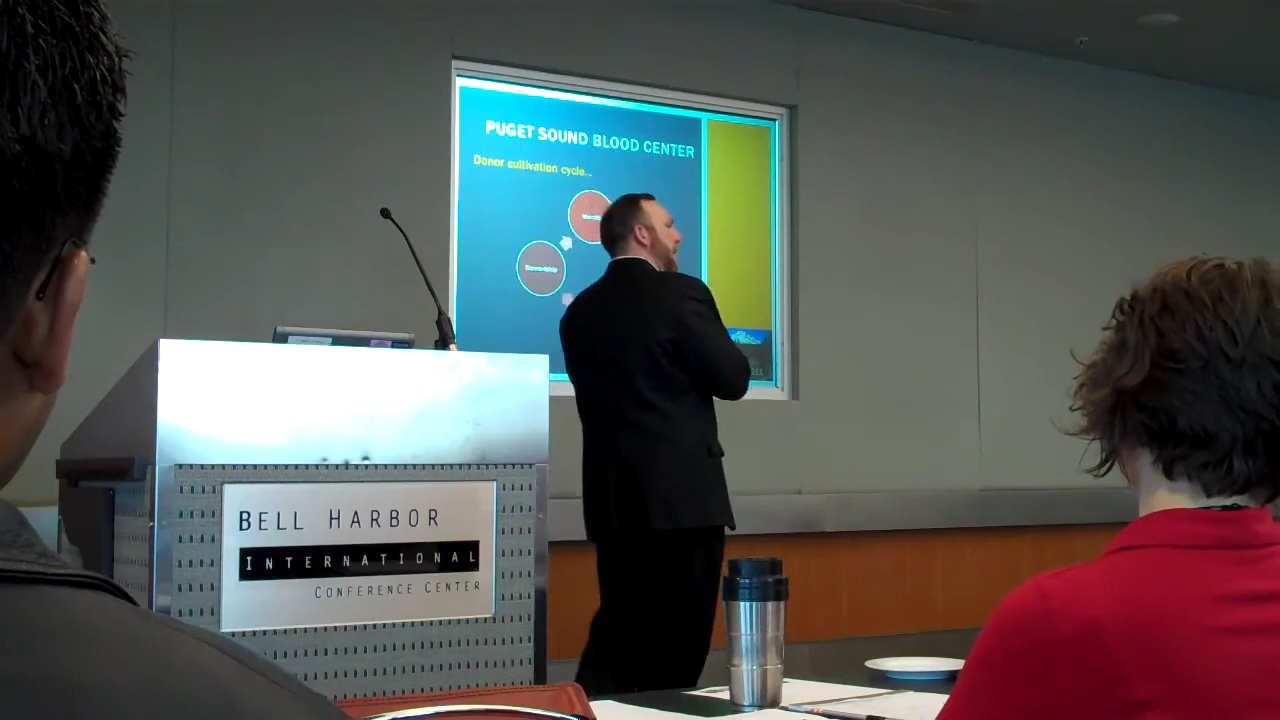 PUGET SOUND BLOOD CENTER
Donor cultivation cycle...
BELL HARBOR
INTERNATIONAL
CONFERENCE CENTER